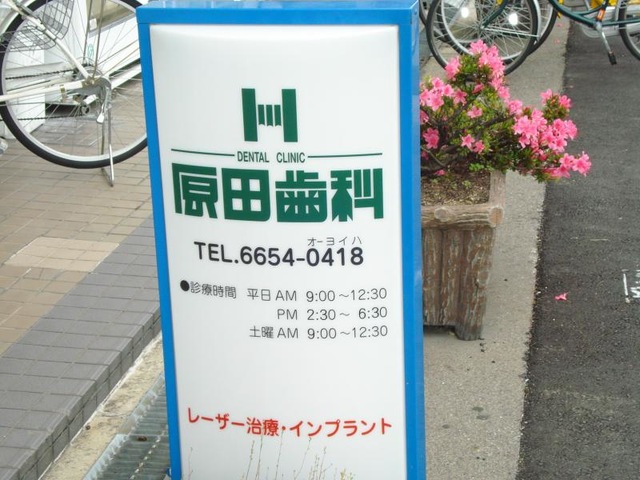 DENTAL CLINIC
原田歯科
オーヨイハ
TEL.6654-0418
●診療時間 平日AM 9:00～12:30
PM 2:30～ 6:30
土曜AM 9:00～12:30
レーザー治療・インプラント